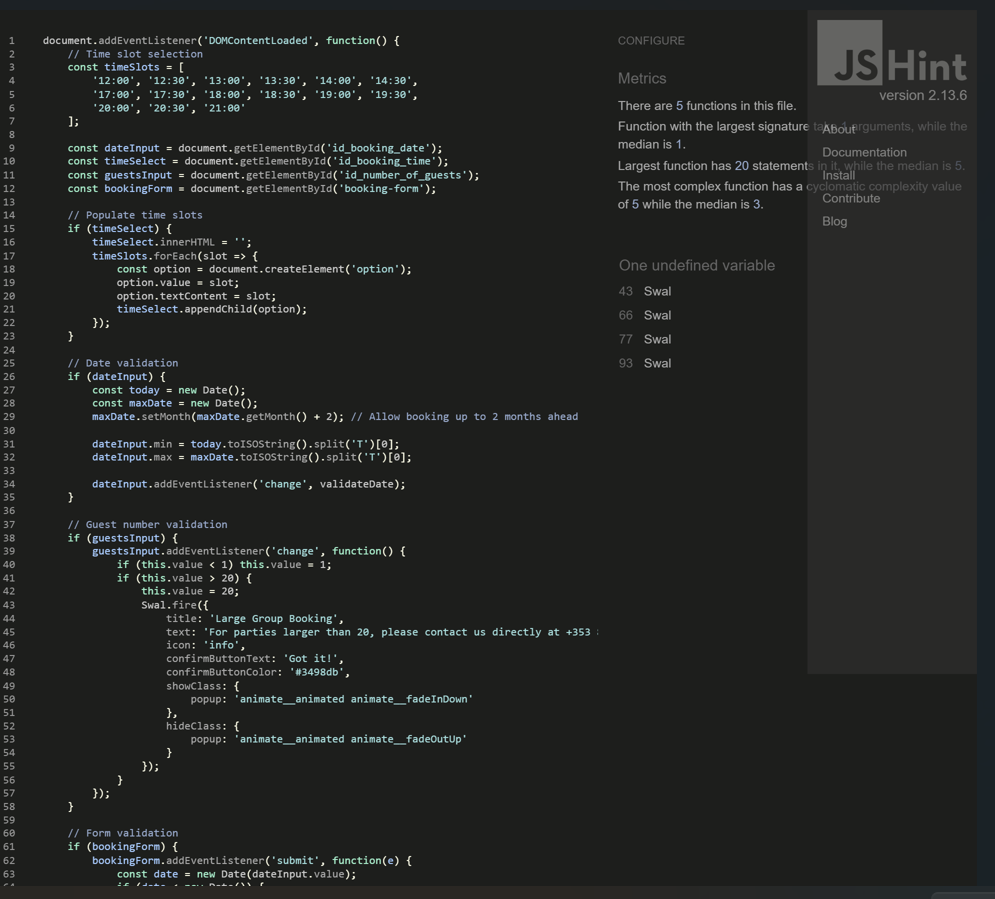 1 document.addEventListener('DOMContentLoaded', function() {
2 // Time slot selection
3 const timeSlots = [
4 '12:00', '12:30', '13:00', '13:30', '14:00', '14:30',
5 '17:00', '17:30', '18:00', '18:30', '19:00', '19:30',
6 '20:00', '20:30', '21:00'
7 ];
8
9 const dateInput = document.getElementById('id_booking_date');
10 const timeSelect = document.getElementById('id_booking_time');
11 const guestsInput = document.getElementById('id_number_of_guests');
12 const bookingForm = document.getElementById('booking-form');
13
14 // Populate time slots
15 if (timeSelect) {
16 timeSelect.innerHTML = '';
17 timeSlots.forEach(slot => {
18 const option = document.createElement('option');
19 option.value = slot;
20 option.textContent = slot;
21 timeSelect.appendChild(option);
22 });
23 }
24
25 // Date validation
26 if (dateInput) {
27 const today = new Date();
28 const maxDate = new Date();
29 maxDate.setMonth(maxDate.getMonth() + 2); // Allow booking up to 2 months ahead
30
31 dateInput.min = today.toISOString().split('T')[0];
32 dateInput.max = maxDate.toISOString().split('T')[0];
33
34 dateInput.addEventListener('change', validateDate);
35 }
36
37 // Guest number validation
38 if (guestsInput) {
39 guestsInput.addEventListener('change', function() {
40 if (this.value < 1) this.value = 1;
41 if (this.value > 20) {
42 this.value = 20;
43 Swal.fire({
44 title: 'Large Group Booking',
45 text: 'For parties larger than 20, please contact us directly at +353
46 icon: 'info',
47 confirmButtonText: 'Got it!',
48 confirmButtonColor: '#3498db',
49 showClass: {
50 popup: 'animate__animated animate__fadeInDown'
51 },
52 hideClass: {
53 popup: 'animate__animated animate__fadeOutUp'
54 }
55 });
56 }
57 });
58 }
59
60 // Form validation
61 if (bookingForm) {
62 bookingForm.addEventListener('submit', function(e) {
63 const date = new Date(dateInput.value);
CONFIGURE
Metrics
There are 5 functions in this file.
Function with the largest signature take 1 arguments, while the
median is 1.
Largest function has 20 statements in it, while the median is 5.
The most complex function has a cyclomatic complexity value
of 5 while the median is 3.
One undefined variable
43 Swal
66 Swal
77 Swal
93 Swal
JSHint
version 2.13.6
About
Documentation
Install
Contribute
Blog